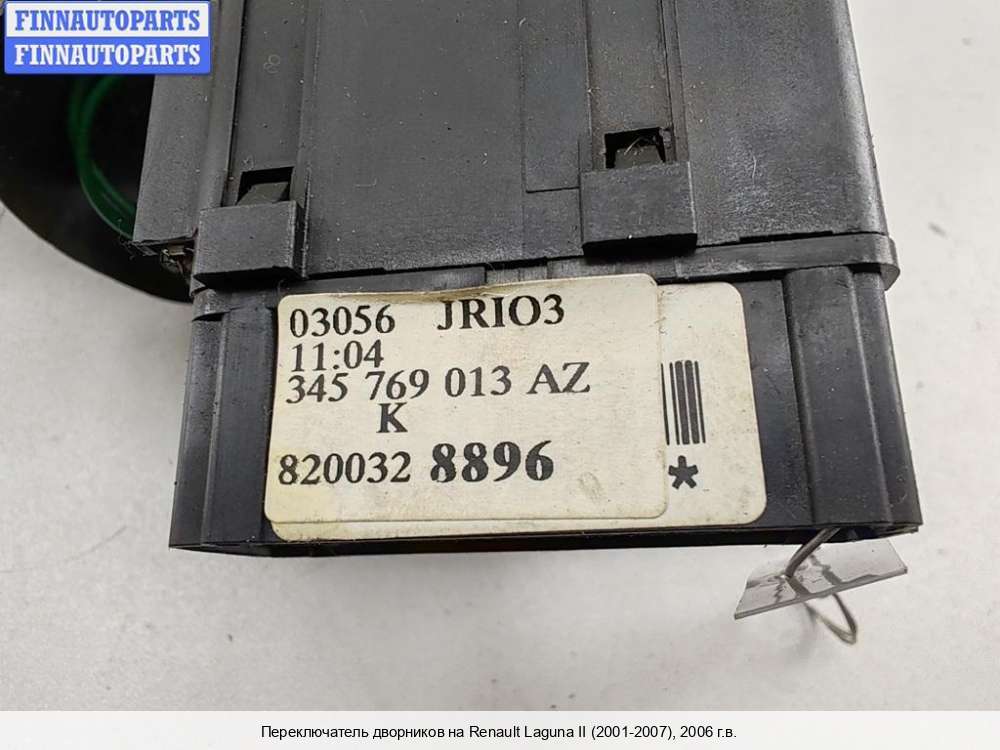 FINNAUTOPARTS
FINNAUTOPARTS
03056 JRIO3
11:04
345 769 013 AZ
K
820032 8896
*
Переключатель дворников на Renault Laguna II (2001-2007), 2006 г.в.